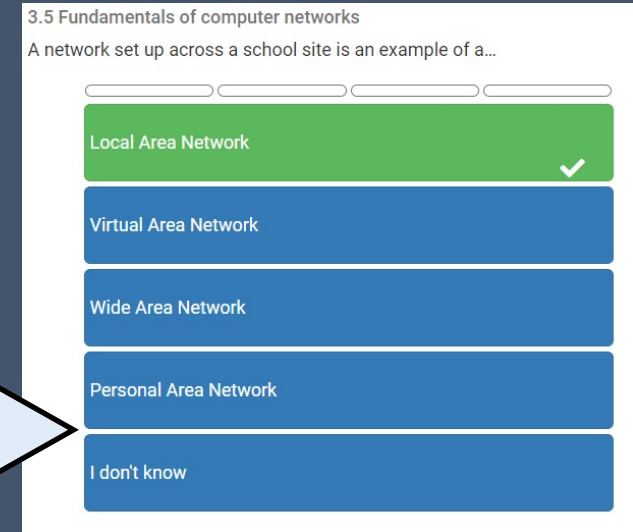 3.5 Fundamentals of computer networks
A network set up across a school site is an example of a...
Local Area Network
Virtual Area Network
Wide Area Network
Personal Area Network
I don't know